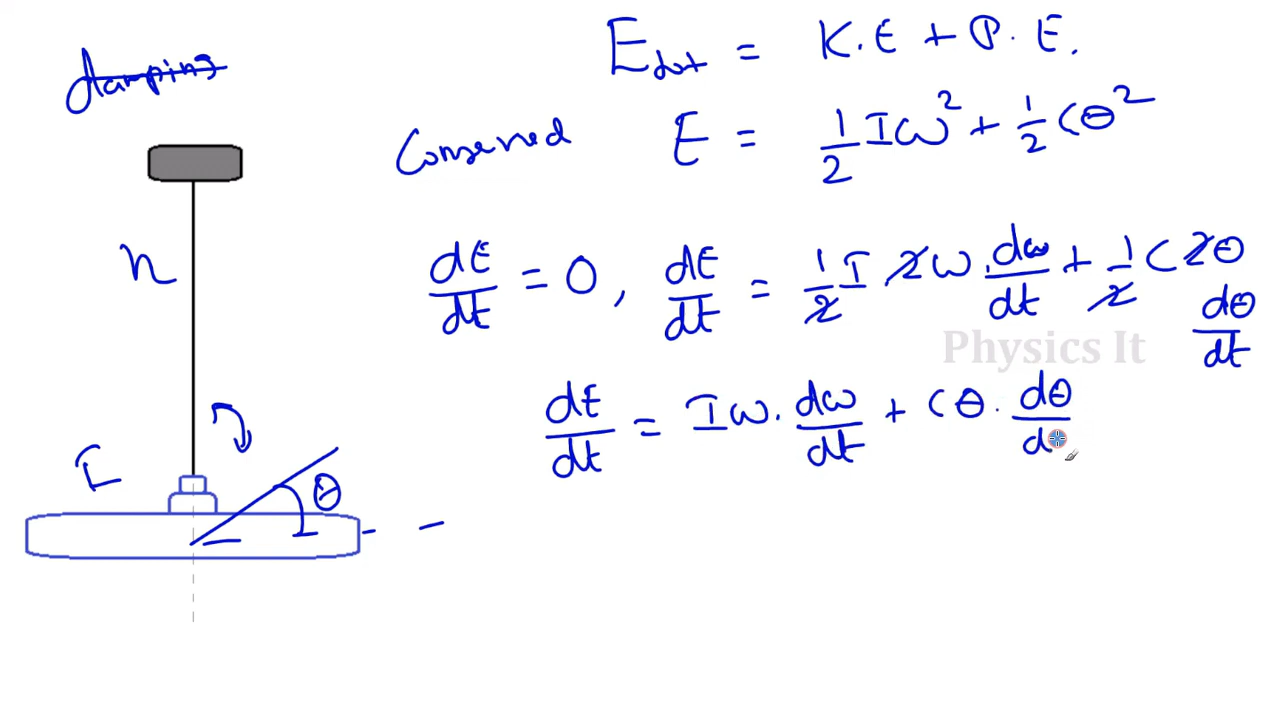 damping
E_tot = K.E + P.E.
Conserved E = 1/2 Iω² + 1/2 Cθ²
n
dE/dt = 0, dE/dt = 1/2 I 2ω . dω/dt + 1/2 C 2θ dθ/dt
Physics It
dE/dt = Iω . dω/dt + Cθ . dθ/d
I
θ